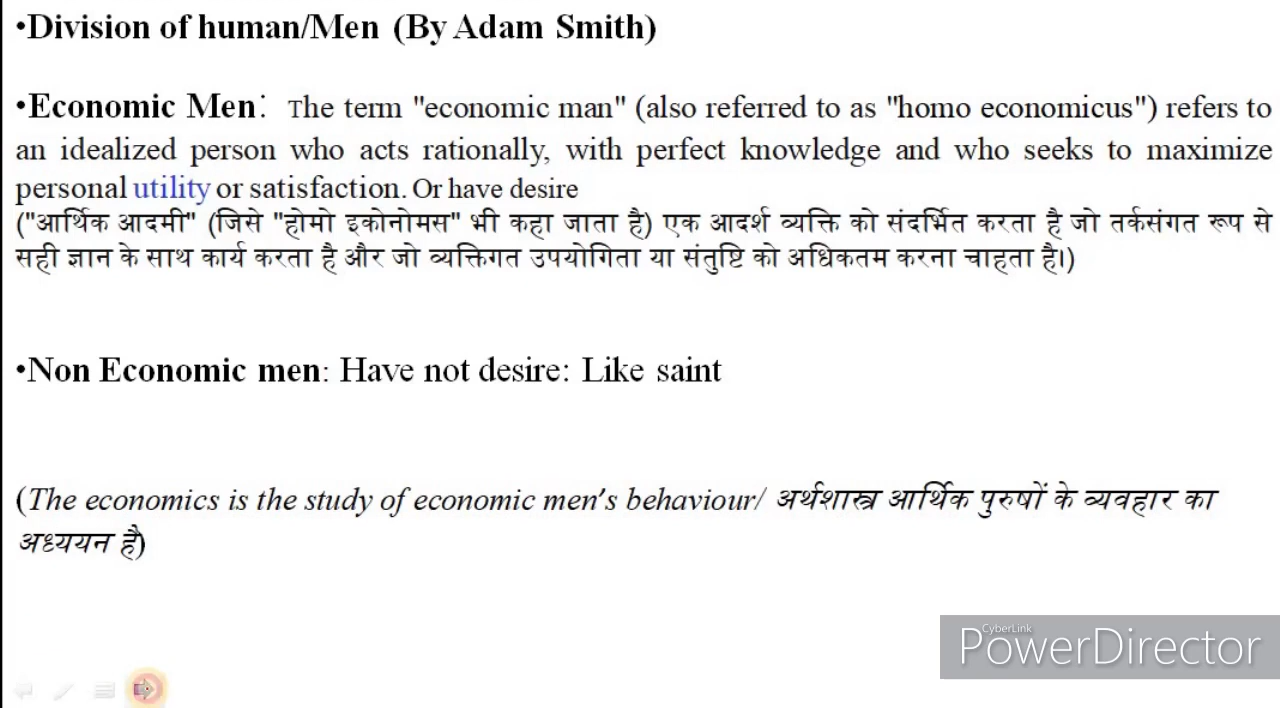 •Division of human/Men (By Adam Smith)
•Economic Men: The term "economic man" (also referred to as "homo economicus") refers to
an idealized person who acts rationally, with perfect knowledge and who seeks to maximize
personal utility or satisfaction. Or have desire
("आर्थिक आदमी" (जिसे "होमो इकोनोमस" भी कहा जाता है) एक आदर्श व्यक्ति को संदर्भित करता है जो तर्कसंगत रूप से
सही ज्ञान के साथ कार्य करता है और जो व्यक्तिगत उपयोगिता या संतुष्टि को अधिकतम करना चाहता है।)
•Non Economic men: Have not desire: Like saint
(The economics is the study of economic men's behaviour/ अर्थशास्त्र आर्थिक पुरुषों के व्यवहार का
अध्ययन है)
CyberLink
PowerDirector